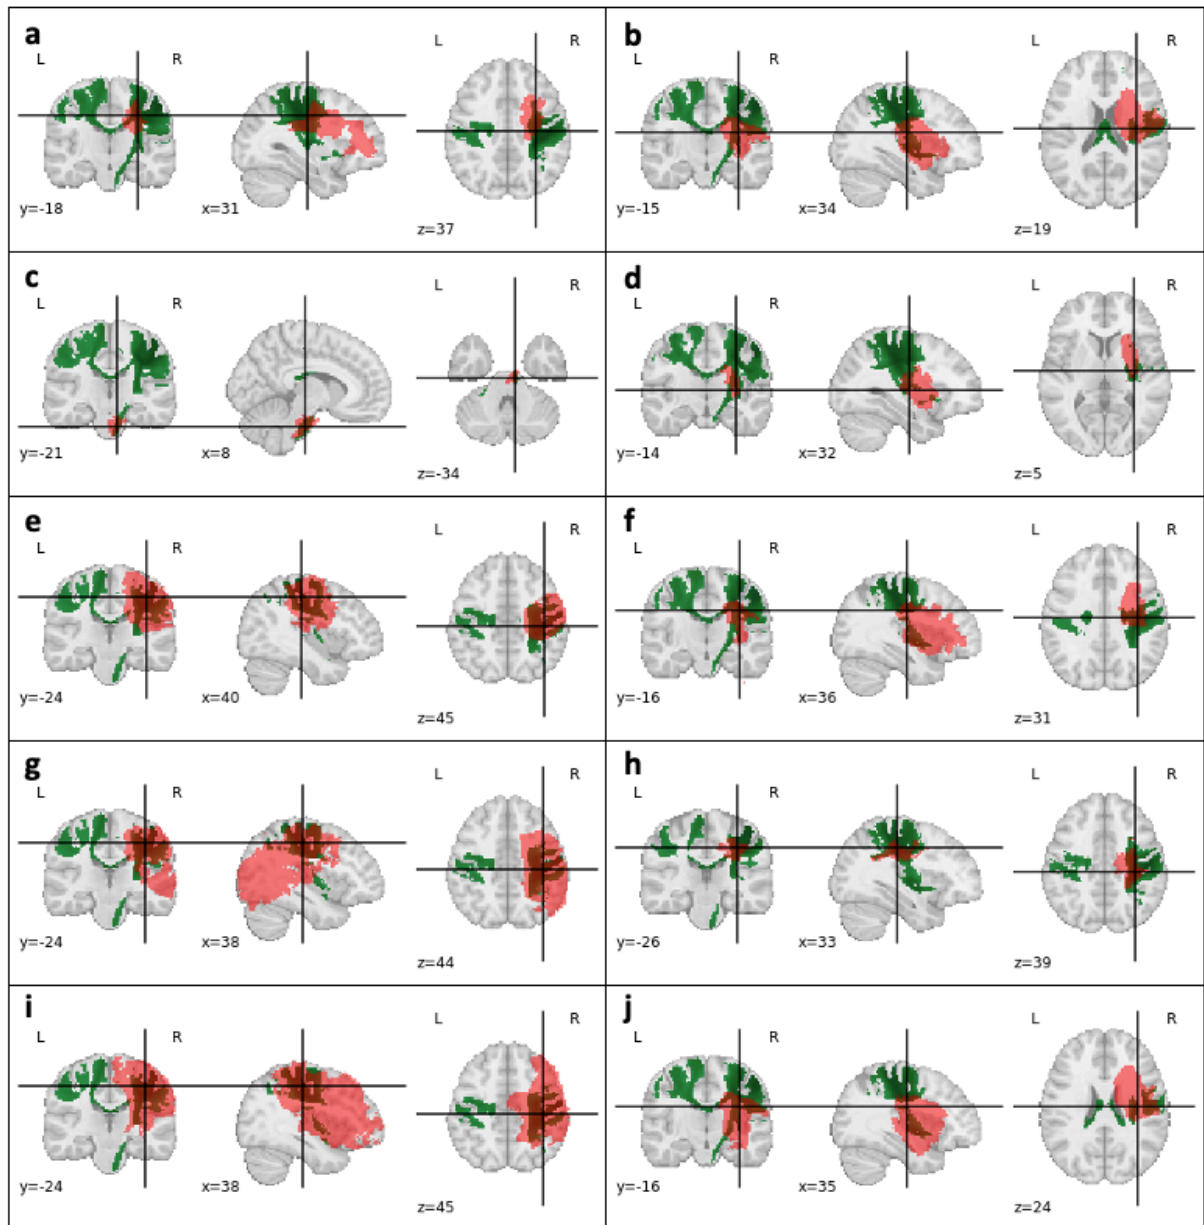 a
L R L R
y=-18 x=31 z=37
b
L R L R
y=-15 x=34 z=19
c
L R L R
y=-21 x=8 z=-34
d
L R L R
y=-14 x=32 z=5
e
L R L R
y=-24 x=40 z=45
f
L R L R
y=-16 x=36 z=31
g
L R L R
y=-24 x=38 z=44
h
L R L R
y=-26 x=33 z=39
i
L R L R
y=-24 x=38 z=45
j
L R L R
y=-16 x=35 z=24